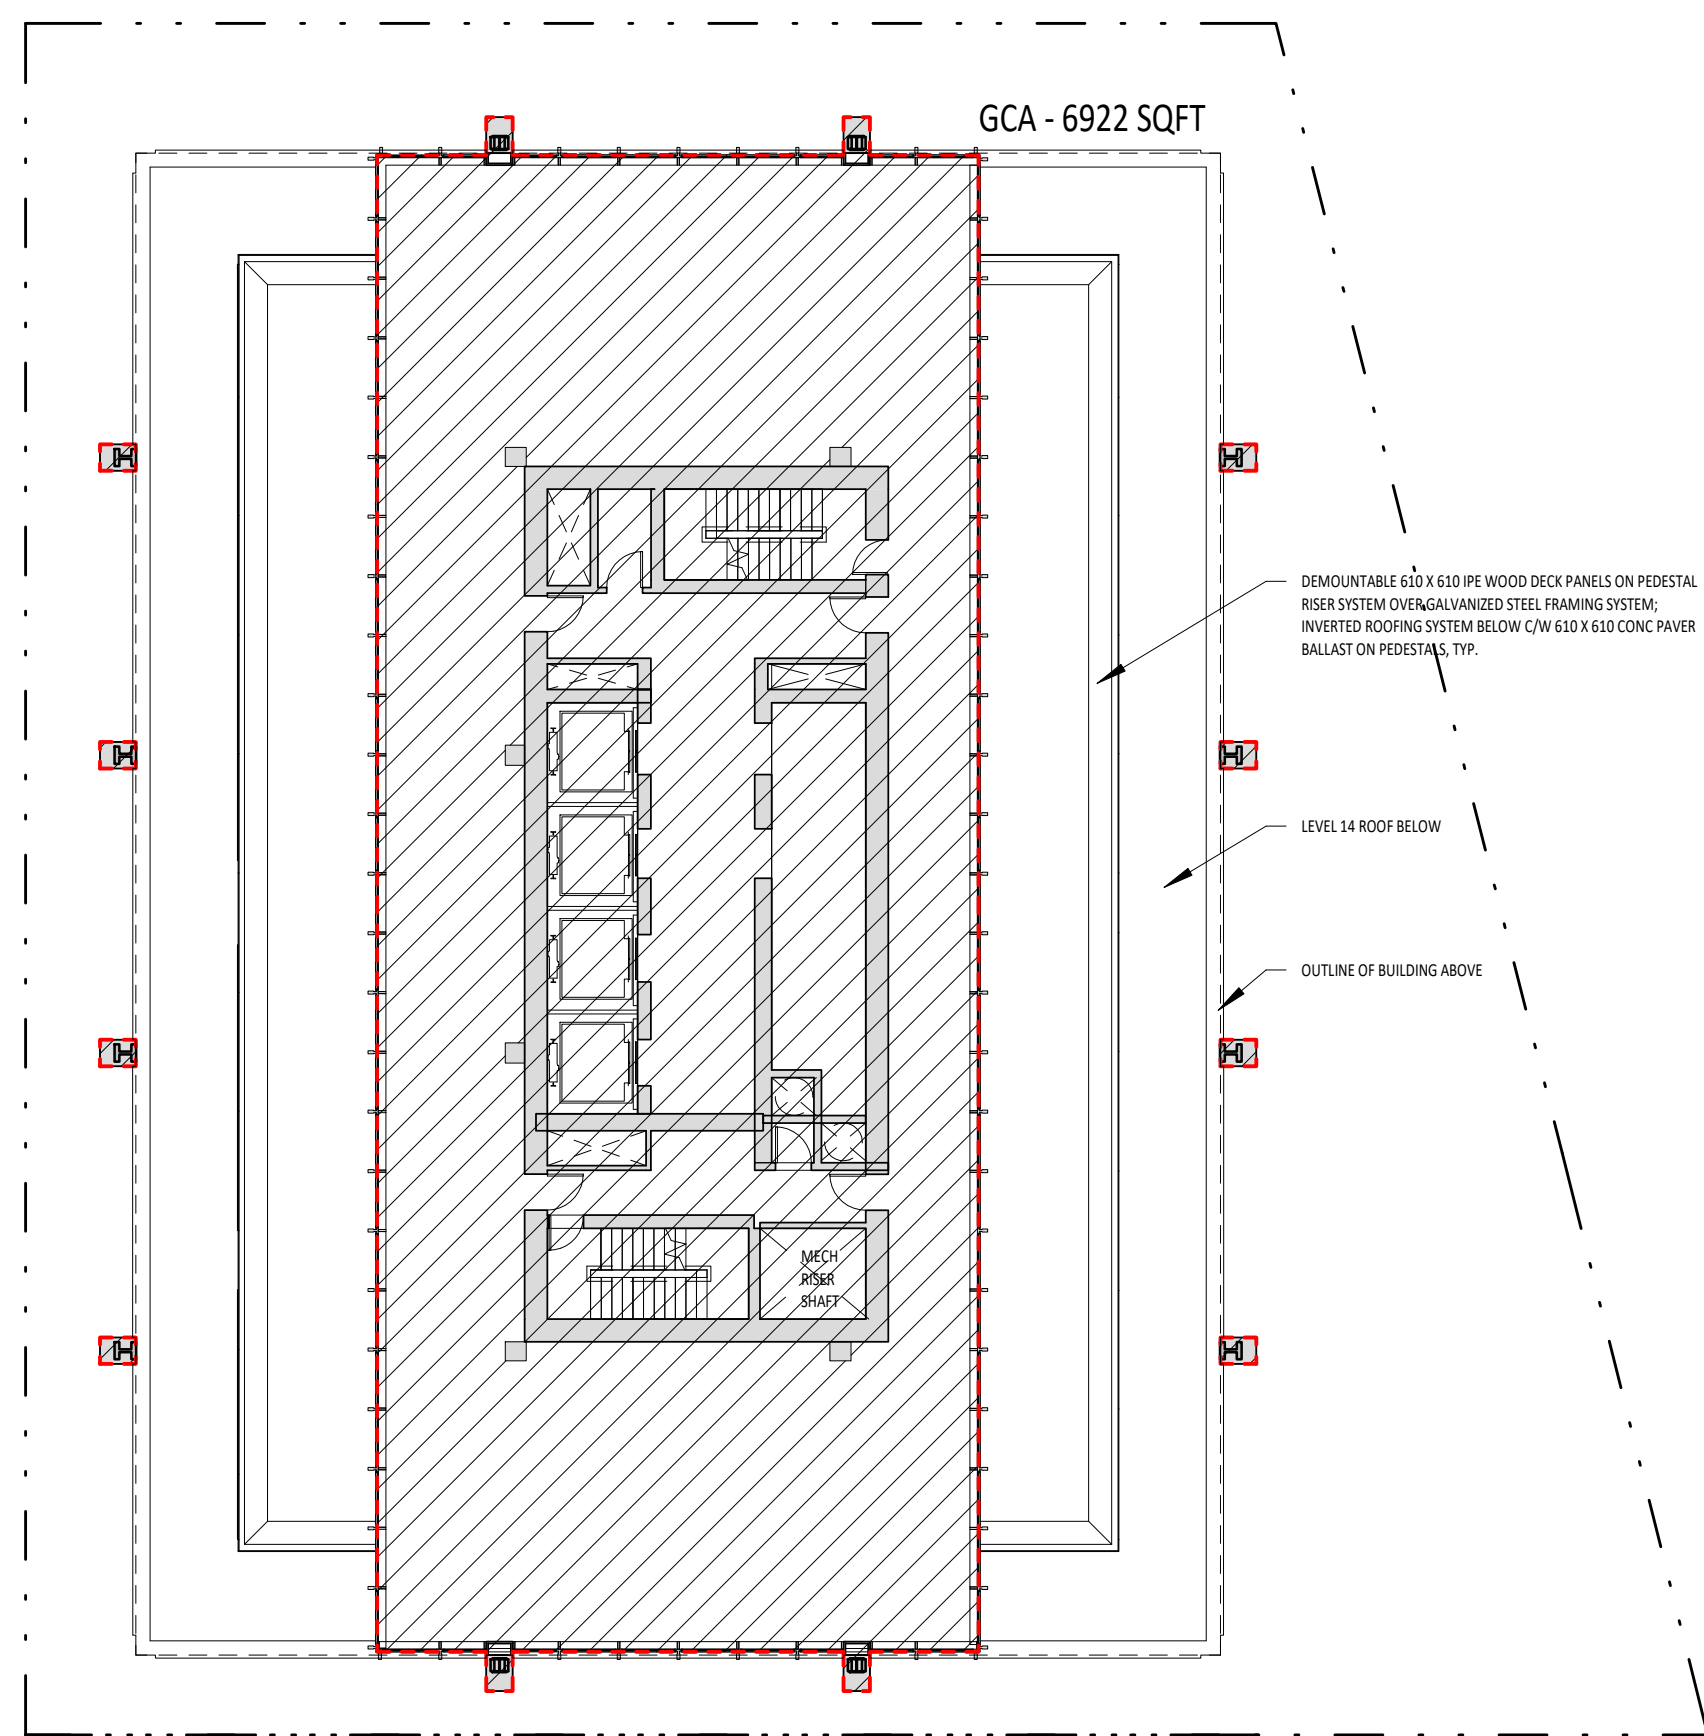 GCA - 6922 SQFT
DEMOUNTABLE 610 X 610 IPE WOOD DECK PANELS ON PEDESTAL
RISER SYSTEM OVER GALVANIZED STEEL FRAMING SYSTEM;
INVERTED ROOFING SYSTEM BELOW C/W 610 X 610 CONC PAVER
BALLAST ON PEDESTALS, TYP.
LEVEL 14 ROOF BELOW
OUTLINE OF BUILDING ABOVE
MECH
RISER
SHAFT